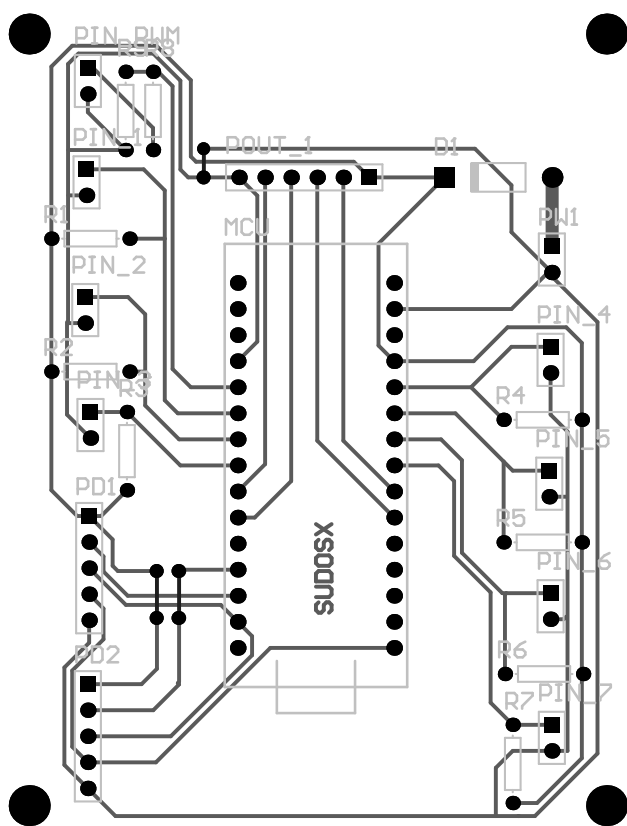 PIN_PWM
PIN_1
POUT_1
D1
R1
MCU
PW1
PIN_2
PIN_4
R2
R3
R4
PIN_5
PD1
R5
SUDOSX
PIN_6
PD2
R6
R7
PIN_7